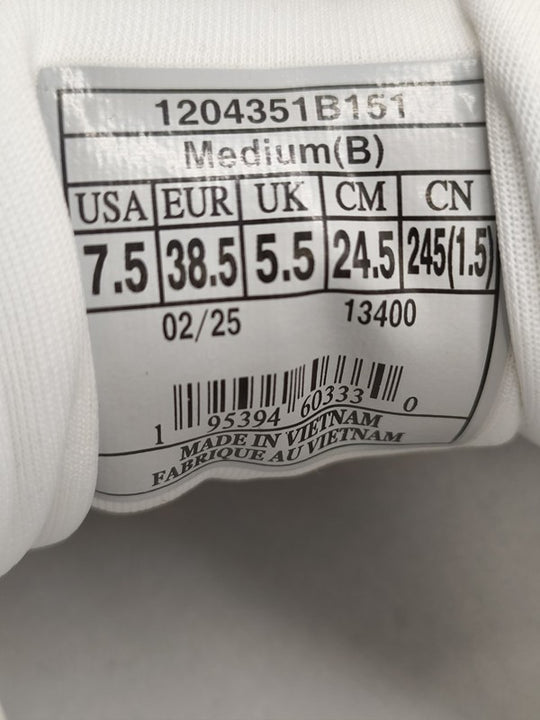 1204351B151
Medium(B)
USA EUR UK CM CN
7.5 38.5 5.5 24.5 245(1.5)
02/25 13400
1 95394 60333 0
MADE IN VIETNAM
FABRIQUE AU VIETNAM